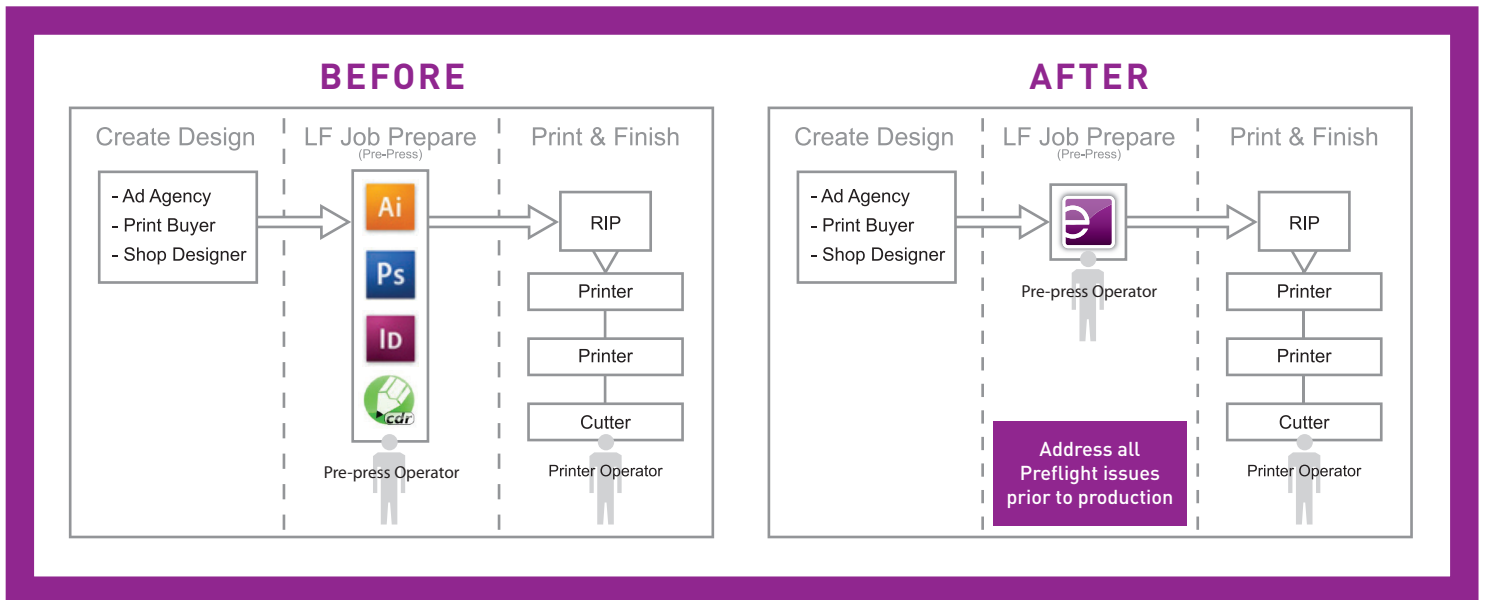 BEFORE
Create Design
LF Job Prepare
(Pre-Press)
Print & Finish
- Ad Agency
- Print Buyer
- Shop Designer
Ai
Ps
ID
cdr
Pre-press Operator
RIP
Printer
Printer
Cutter
Printer Operator
AFTER
Create Design
LF Job Prepare
(Pre-Press)
Print & Finish
- Ad Agency
- Print Buyer
- Shop Designer
e
Pre-press Operator
Address all
Preflight issues
prior to production
RIP
Printer
Printer
Cutter
Printer Operator